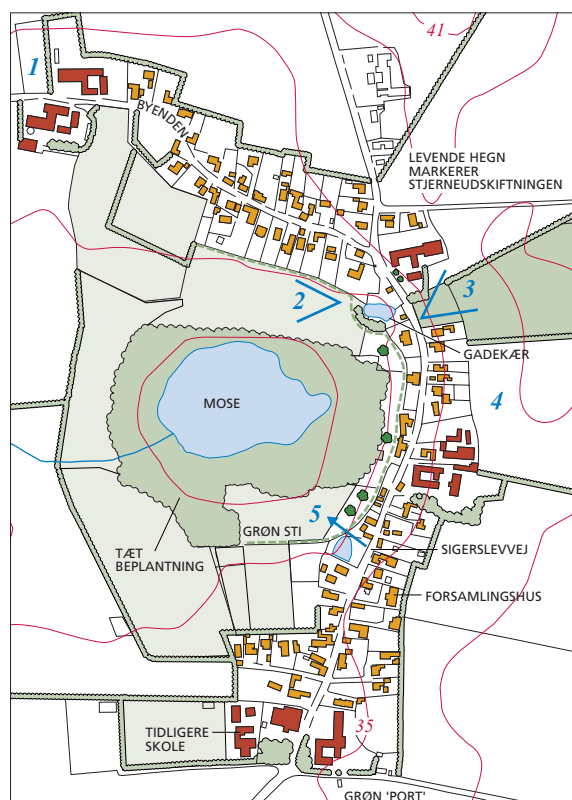 41
1
BYENDEN
LEVENDE HEGN
MARKERER
STJERNEUDSKIFTNINGEN
2
3
GADEKÆR
4
MOSE
5
GRØN STI
TÆT
BEPLANTNING
SIGERSLEVVEJ
FORSAMLINGSHUS
TIDLIGERE
SKOLE
35
GRØN 'PORT'